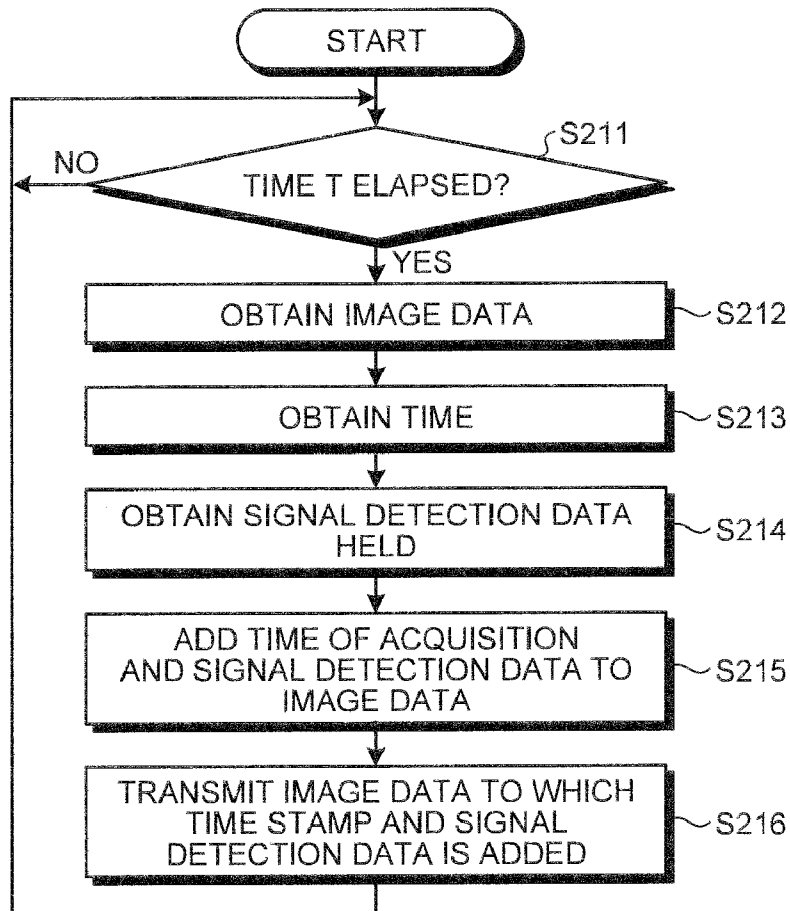 START
S211
NO
TIME T ELAPSED?
YES
OBTAIN IMAGE DATA
S212
OBTAIN TIME
S213
OBTAIN SIGNAL DETECTION DATA
HELD
S214
ADD TIME OF ACQUISITION
AND SIGNAL DETECTION DATA TO
IMAGE DATA
S215
TRANSMIT IMAGE DATA TO WHICH
TIME STAMP AND SIGNAL
DETECTION DATA IS ADDED
S216